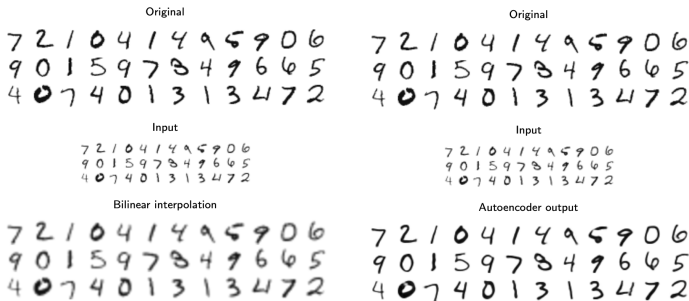 Original
7 2 1 0 4 1 4 9 5 9 0 6
9 0 1 5 9 7 3 4 9 6 6 5
4 0 7 4 0 1 3 1 3 4 7 2
Input
7 2 1 0 4 1 4 9 5 9 0 6
9 0 1 5 9 7 3 4 9 6 6 5
4 0 7 4 0 1 3 1 3 4 7 2
Bilinear interpolation
7 2 1 0 4 1 4 9 5 9 0 6
9 0 1 5 9 7 3 4 9 6 6 5
4 0 7 4 0 1 3 1 3 4 7 2
Original
7 2 1 0 4 1 4 9 5 9 0 6
9 0 1 5 9 7 3 4 9 6 6 5
4 0 7 4 0 1 3 1 3 4 7 2
Input
7 2 1 0 4 1 4 9 5 9 0 6
9 0 1 5 9 7 3 4 9 6 6 5
4 0 7 4 0 1 3 1 3 4 7 2
Autoencoder output
7 2 1 0 4 1 4 9 5 9 0 6
9 0 1 5 9 7 3 4 9 6 6 5
4 0 7 4 0 1 3 1 3 4 7 2